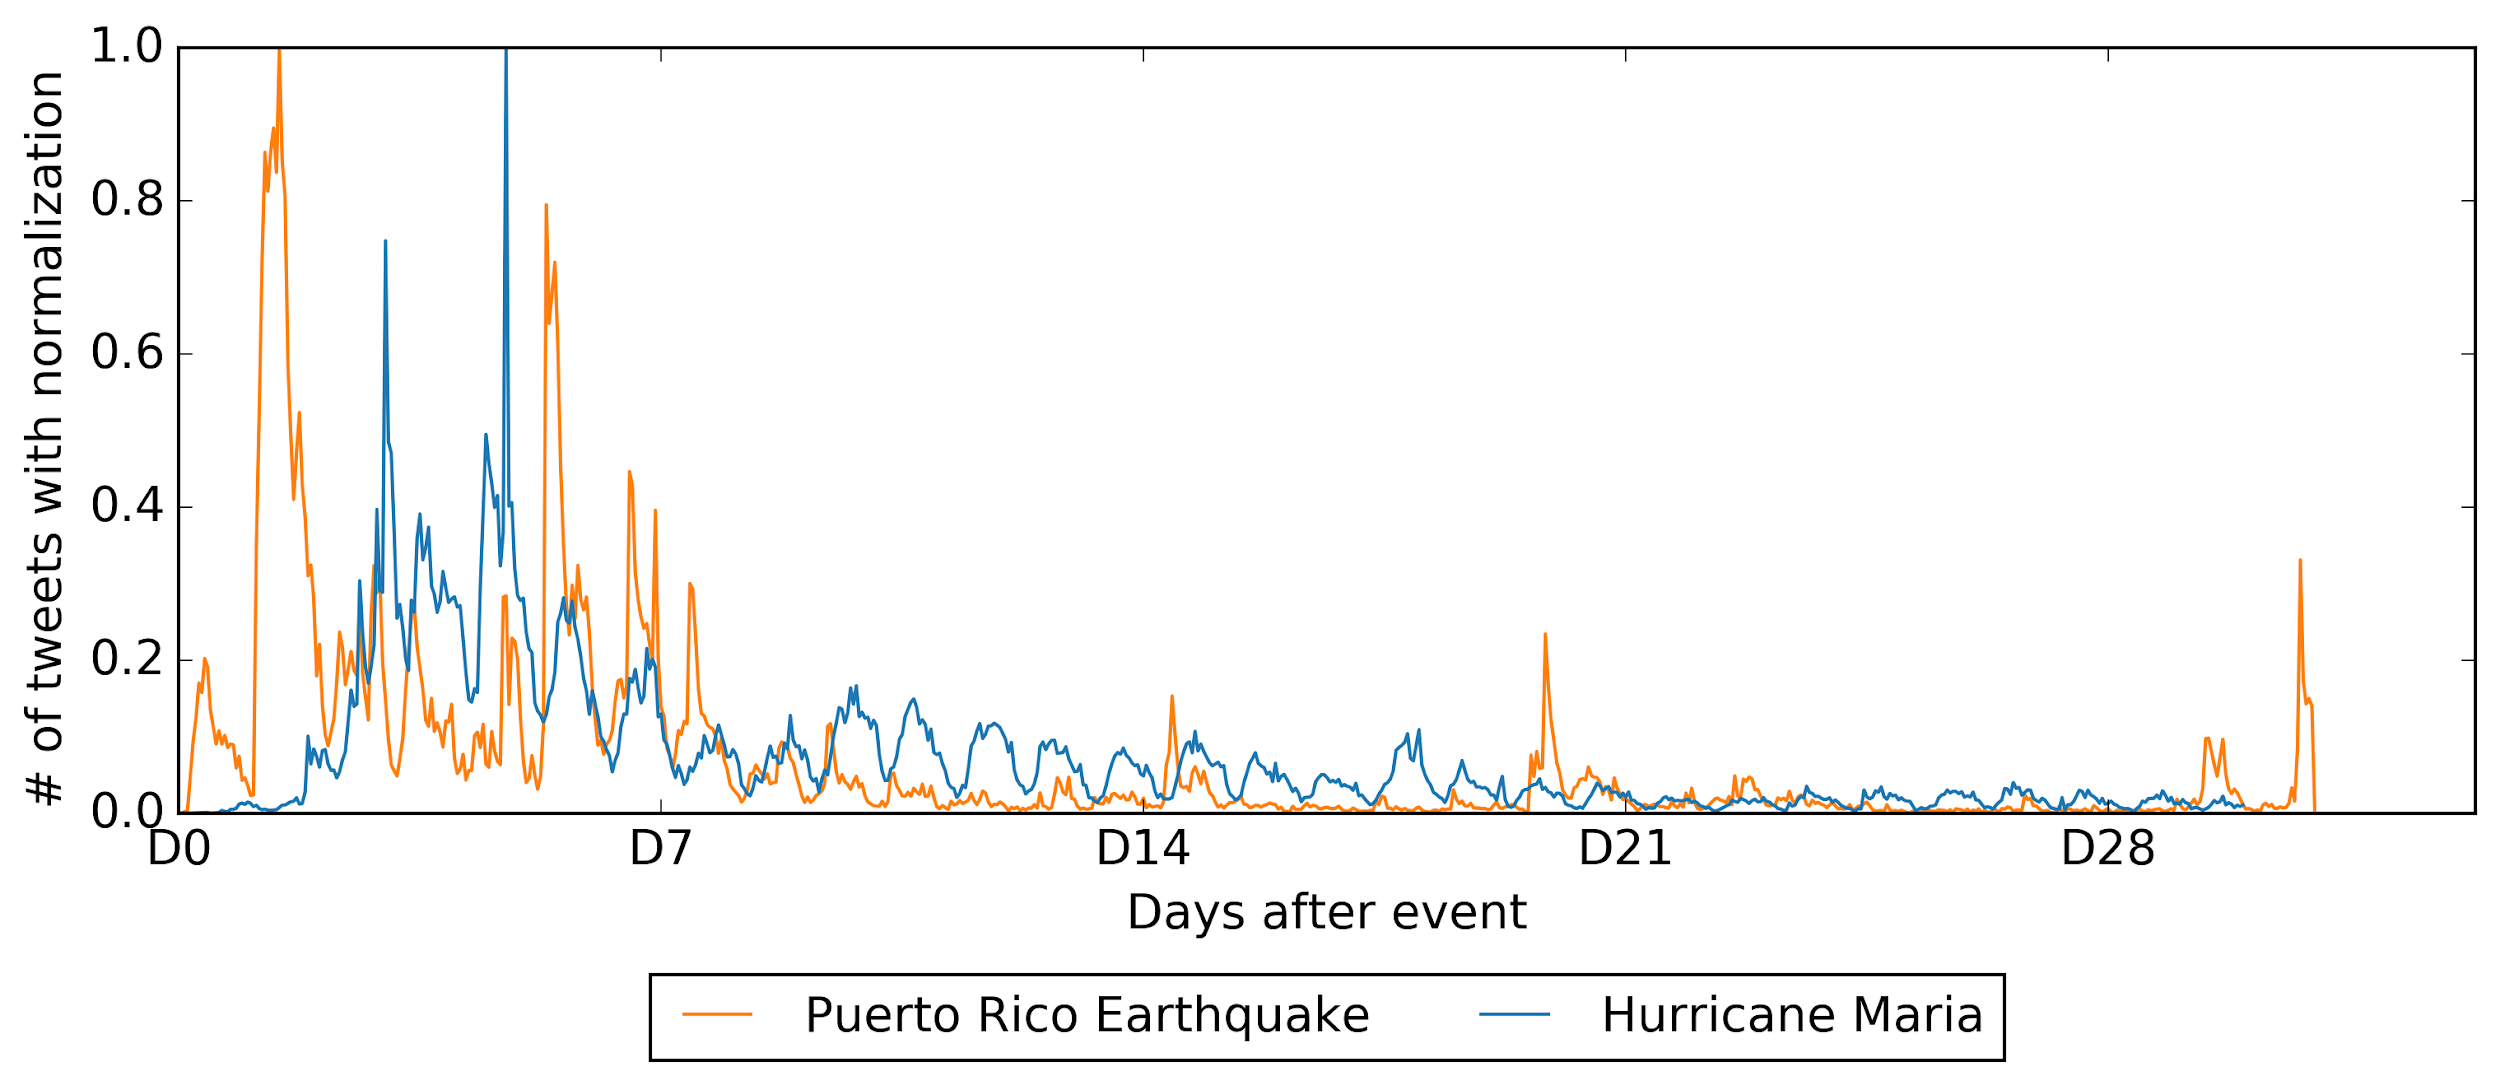 # of tweets with normalization
1.0
0.8
0.6
0.4
0.2
0.0
D0 D7 D14 D21 D28
Days after event
Puerto Rico Earthquake Hurricane Maria